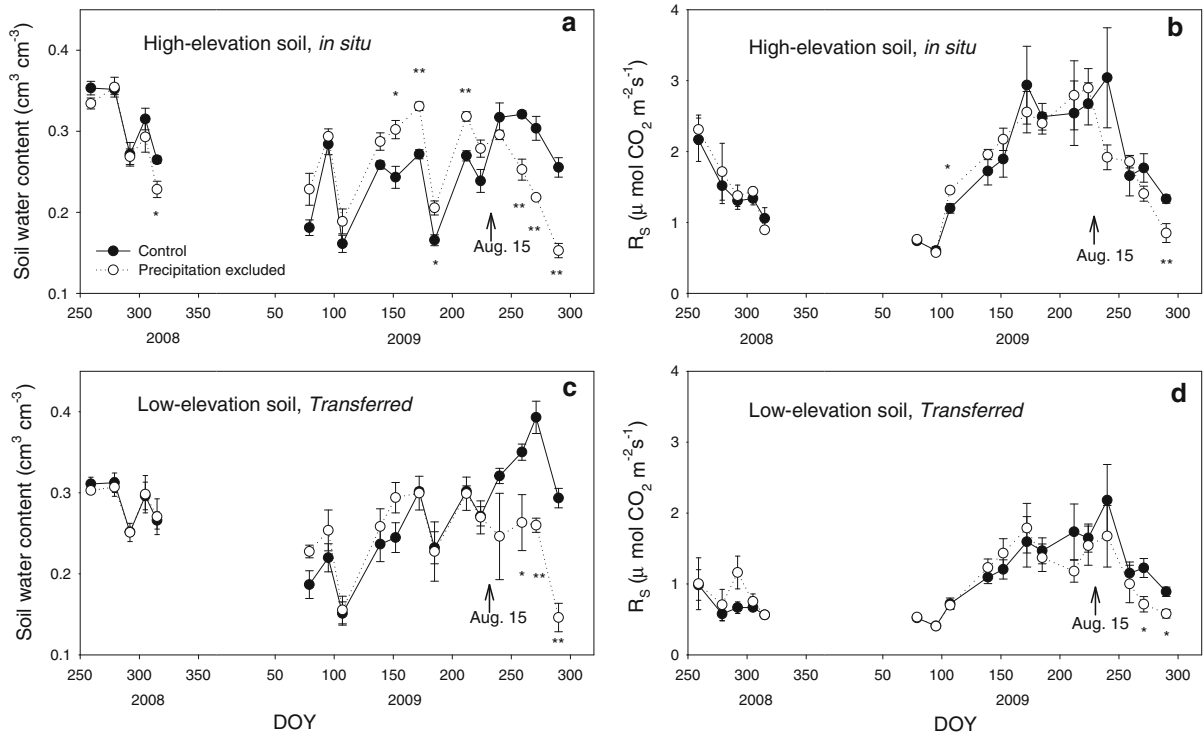 a
High-elevation soil, in situ
Soil water content (cm³ cm⁻³)
0.4
0.3
0.2
0.1
*
*
**
*
**
**
**
**
Control
Precipitation excluded
Aug. 15
250 300 350 50 100 150 200 250 300
2008 2009
b
High-elevation soil, in situ
R_S (μ mol CO₂ m⁻²s⁻¹)
4
3
2
1
0
*
**
Aug. 15
250 300 350 50 100 150 200 250 300
2008 2009
c
Low-elevation soil, Transferred
Soil water content (cm³ cm⁻³)
0.4
0.3
0.2
0.1
*
**
**
Aug. 15
250 300 350 50 100 150 200 250 300
2008 2009
DOY
d
Low-elevation soil, Transferred
R_S (μ mol CO₂ m⁻²s⁻¹)
4
3
2
1
0
*
*
Aug. 15
250 300 350 50 100 150 200 250 300
2008 2009
DOY